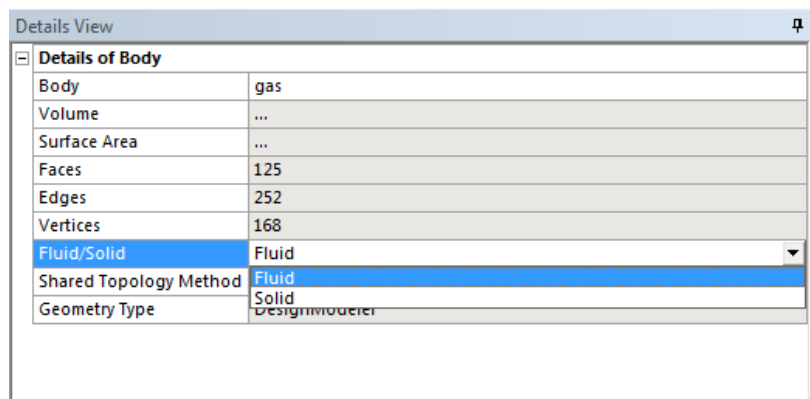 Details View
Details of Body
Body gas
Volume ...
Surface Area ...
Faces 125
Edges 252
Vertices 168
Fluid/Solid Fluid
Shared Topology Method Fluid
Solid
Geometry Type DesignModeler